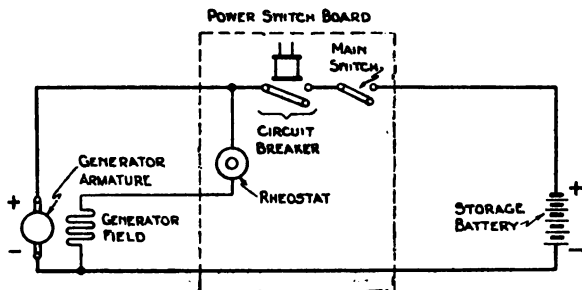 POWER SWITCH BOARD
MAIN
SWITCH
CIRCUIT
BREAKER
GENERATOR
ARMATURE
RHEOSTAT
+
GENERATOR
FIELD
-
STORAGE
BATTERY
+
-